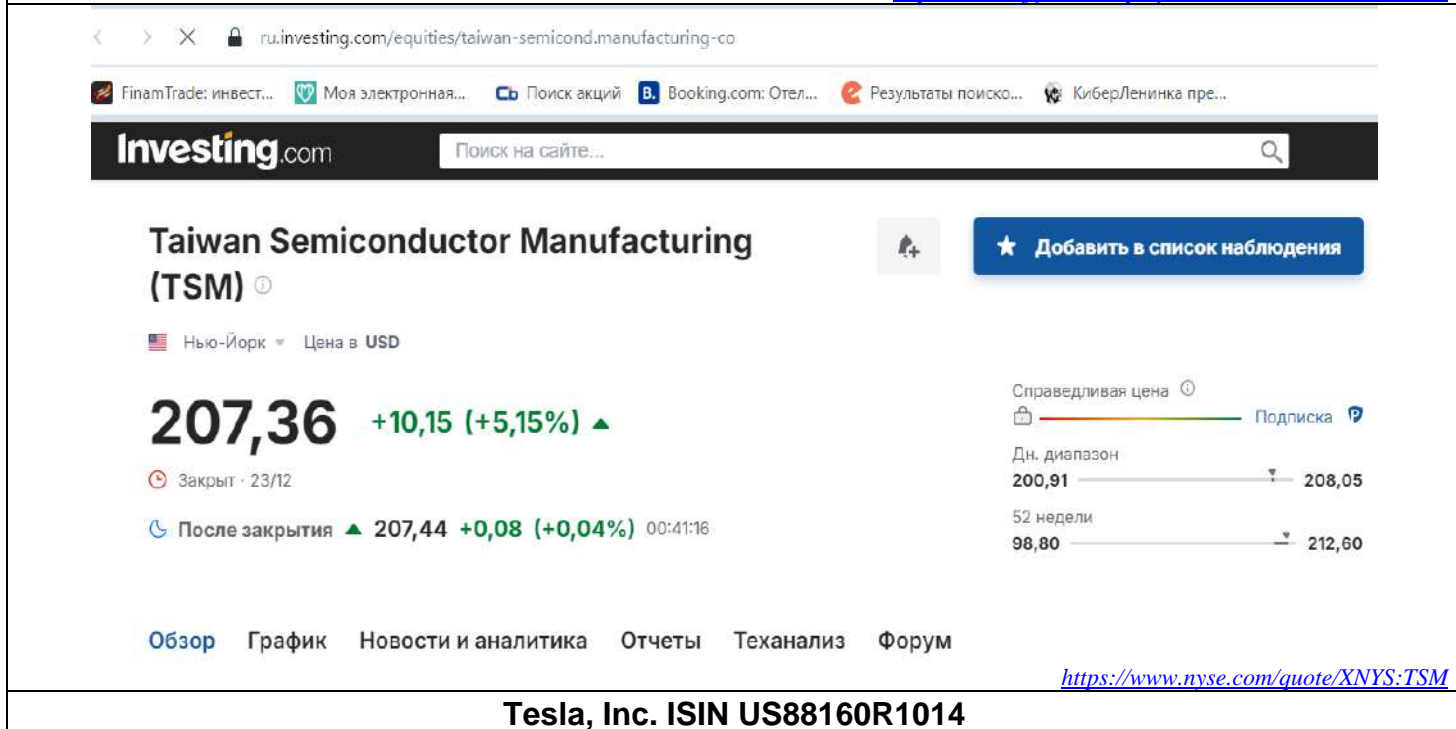 ru.investing.com/equities/taiwan-semicond.manufacturing-co
FinamTrade: инвест... Моя электронная... Сь Поиск акций B. Booking.com: Отел... Результаты поиско... КиберЛенинка пре...
Investing.com Поиск на сайте...
Taiwan Semiconductor Manufacturing
(TSM)
Добавить в список наблюдения
Нью-Йорк Цена в USD
207,36 +10,15 (+5,15%)
Закрыт · 23/12
После закрытия 207,44 +0,08 (+0,04%) 00:41:16
Справедливая цена
Подписка
Дн. диапазон
200,91 208,05
52 недели
98,80 212,60
Обзор График Новости и аналитика Отчеты Теханализ Форум
https://www.nyse.com/quote/XNYS:TSM
Tesla, Inc. ISIN US88160R1014